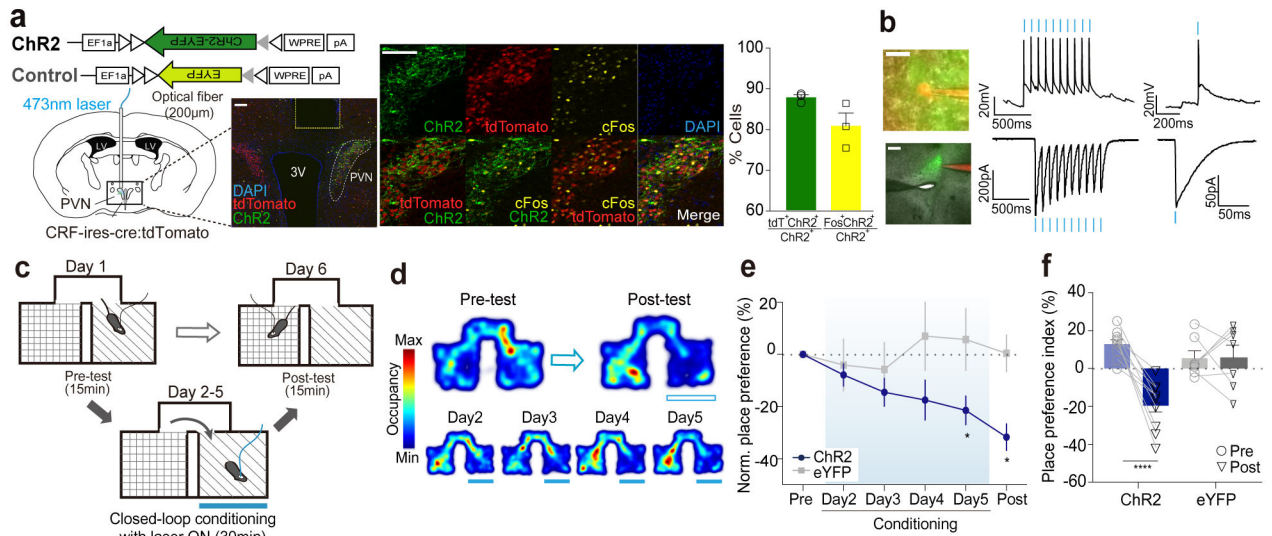 a
ChR2
EF1a
ChR2-EYFP
WPRE
pA
Control
EF1a
EYFP
WPRE
pA
473nm laser
Optical fiber
(200μm)
LV
LV
PVN
CRF-ires-cre:tdTomato
3V
PVN
DAPI
tdTomato
ChR2
ChR2
tdTomato
cFos
DAPI
tdTomato
ChR2
cFos
ChR2
cFos
tdTomato
Merge
% Cells
100
90
80
70
60
tdT+ChR2+
ChR2+
Fos+ChR2+
ChR2+
b
20mV
500ms
20mV
200ms
200pA
500ms
50pA
50ms
c
Day 1
Day 6
Pre-test
(15min)
Post-test
(15min)
Day 2-5
Closed-loop conditioning
with laser ON (30min)
d
Pre-test
Post-test
Max
Occupancy
Min
Day2
Day3
Day4
Day5
e
Norm. place preference (%)
20
0
-20
-40
ChR2
eYFP
*
*
Pre
Day2
Day3
Day4
Day5
Post
Conditioning
f
Place preference index (%)
40
20
0
-20
-40
-60
****
Pre
Post
ChR2
eYFP